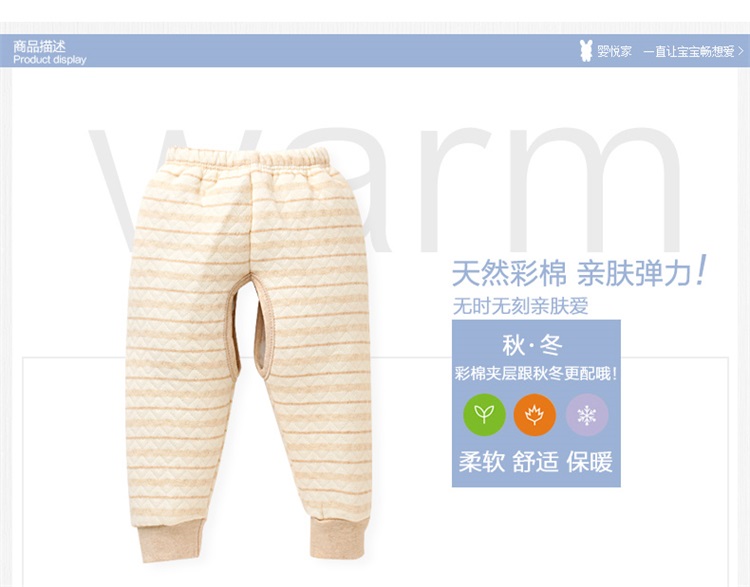 商品描述
Product display
婴悦家 一直让宝宝畅想爱
warm
天然彩棉 亲肤弹力!
无时无刻亲肤爱
秋·冬
彩棉夹层跟秋冬更配哦!
柔软 舒适 保暖